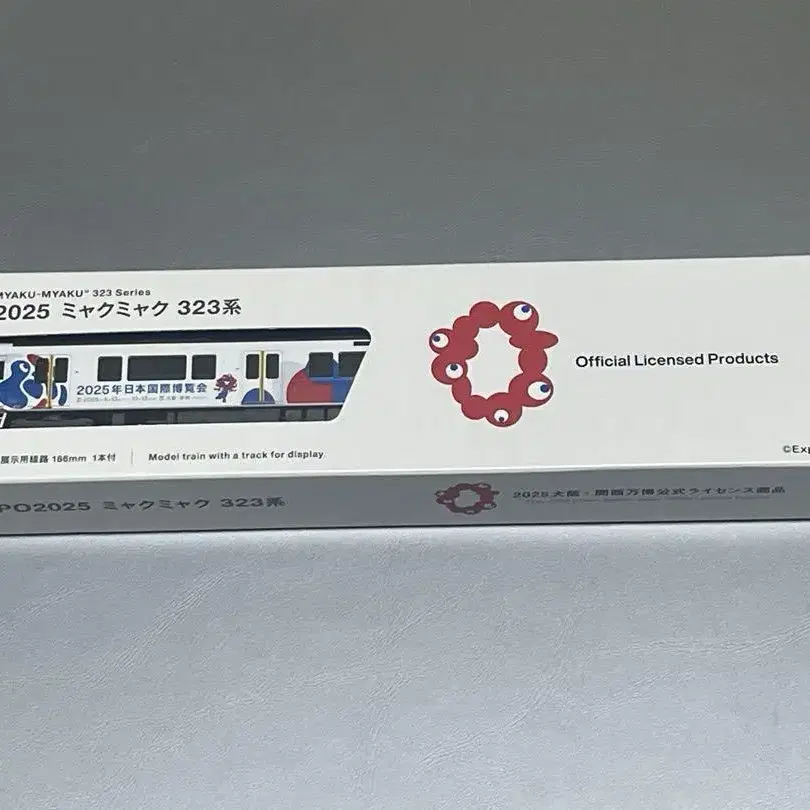 MYAKU-MYAKU" 323 Series
2025 ミャクミャク 323系
2025年日本国際博覧会
Official Licensed Products
展示用線路 186mm 1本付
Model train with a track for display
©Exp
PO2025 ミャクミャク 323系
2025大阪・関西万博公式ライセンス商品